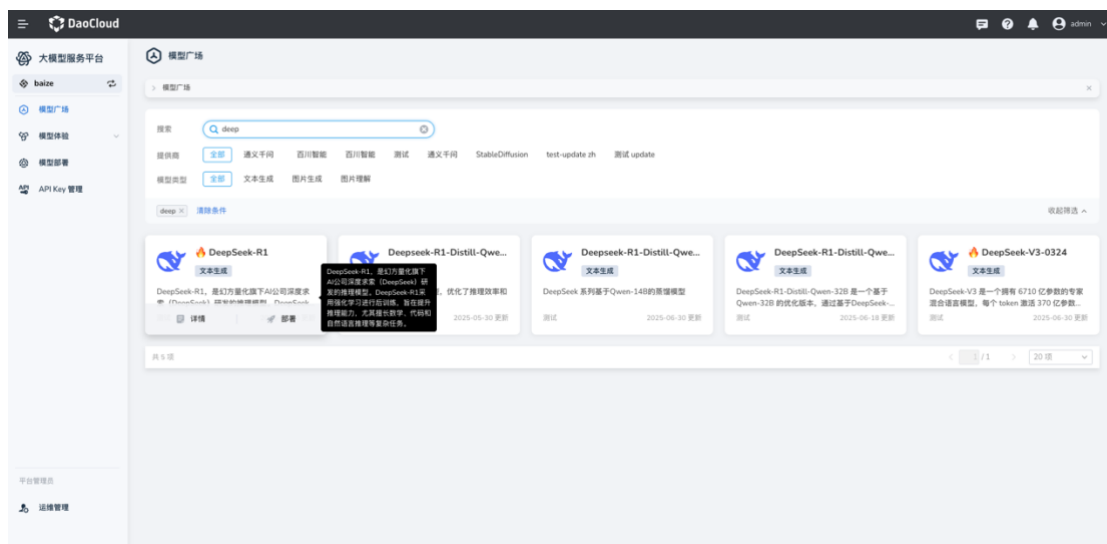 DaoCloud
admin
大模型服务平台
baize
模型广场
模型体验
模型部署
API Key 管理
平台管理员
运维管理
模型广场
模型广场
搜索 deep
提供商 全部 通义千问 百川智能 百川智能 测试 通义千问 StableDiffusion test-update zh 测试 update
模型类型 全部 文本生成 图片生成 图片理解
deep × 清除条件 收起筛选
DeepSeek-R1
文本生成
DeepSeek-R1，是幻方量化旗下AI公司深度求
详情 部署
DeepSeek-R1，是幻方量化旗下
AI公司深度求索（DeepSeek）研
发的推理模型。DeepSeek-R1采
用强化学习进行后训练，旨在提升
推理能力，尤其擅长数学、代码和
自然语言推理等复杂任务。
Deepseek-R1-Distill-Qwe...
优化了推理效率和
2025-05-30 更新
Deepseek-R1-Distill-Qwe...
文本生成
DeepSeek 系列基于Qwen-14B的蒸馏模型
测试 2025-06-30 更新
DeepSeek-R1-Distill-Qwe...
文本生成
DeepSeek-R1-Distill-Qwen-32B 是一个基于
Qwen-32B 的优化版本，通过基于DeepSeek-...
测试 2025-06-18 更新
DeepSeek-V3-0324
文本生成
DeepSeek-V3 是一个拥有 6710 亿参数的专家
混合语言模型，每个 token 激活 370 亿参数...
测试 2025-06-30 更新
共 5 项
1 / 1 20 项